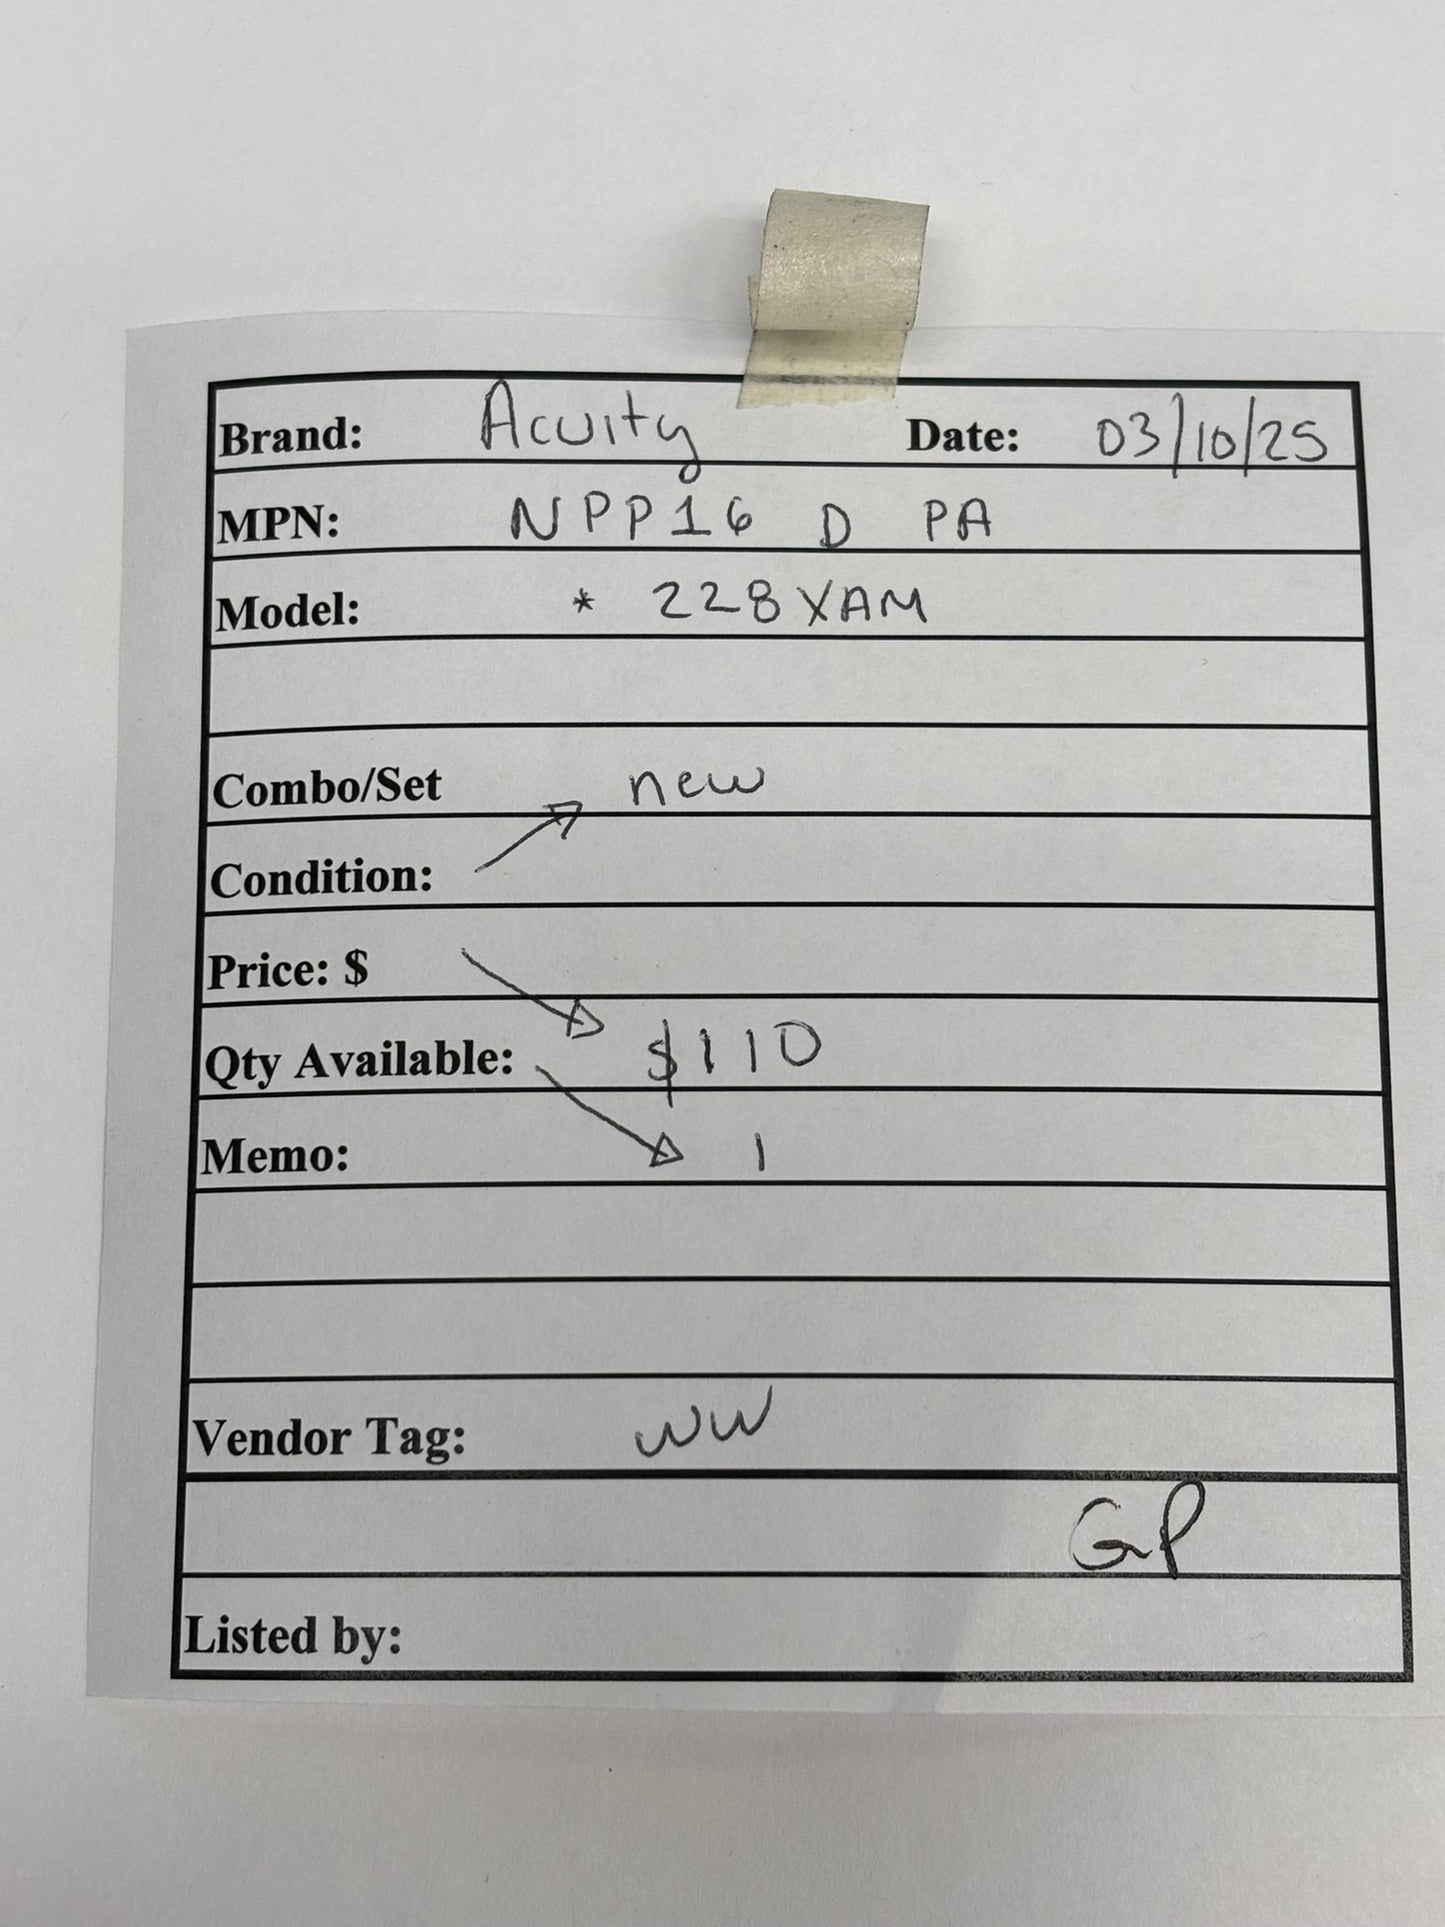 Brand: Acuity Date: 03/10/25
MPN: NPP16 D PA
Model: * 228XAM
Combo/Set new
Condition:
Price: $
Qty Available: $110
Memo: 1
Vendor Tag: WW
GP
Listed by: